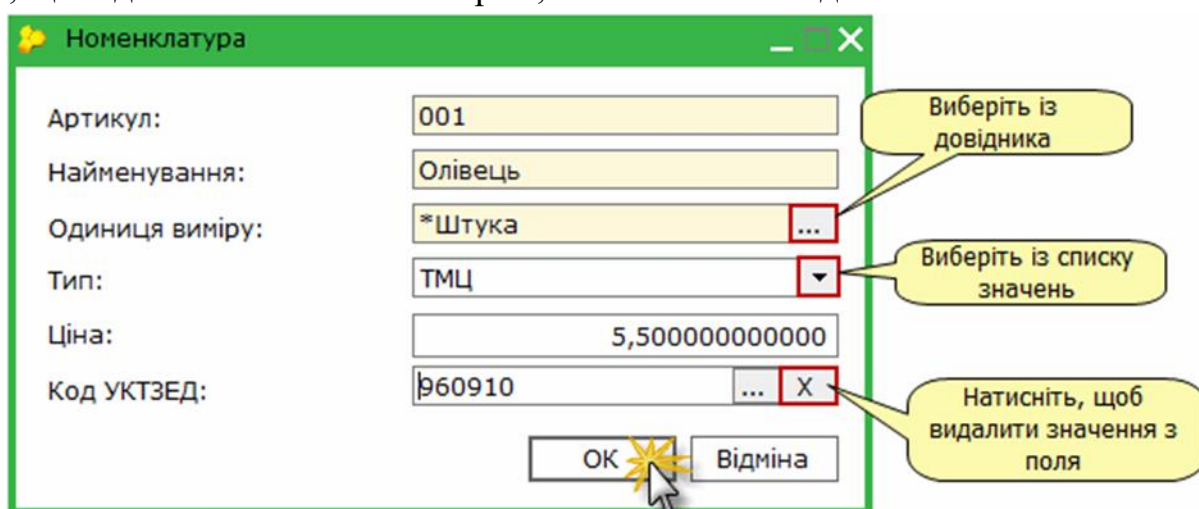 Номенклатура
Артикул: 001
Виберіть із
довідника
Найменування: Олівець
Одиниця виміру: *Штука ...
Тип: ТМЦ
Виберіть із списку
значень
Ціна: 5,500000000000
Код УКТЗЕД: 960910 ... X
Натисніть, щоб
видалити значення з
поля
ОК Відміна